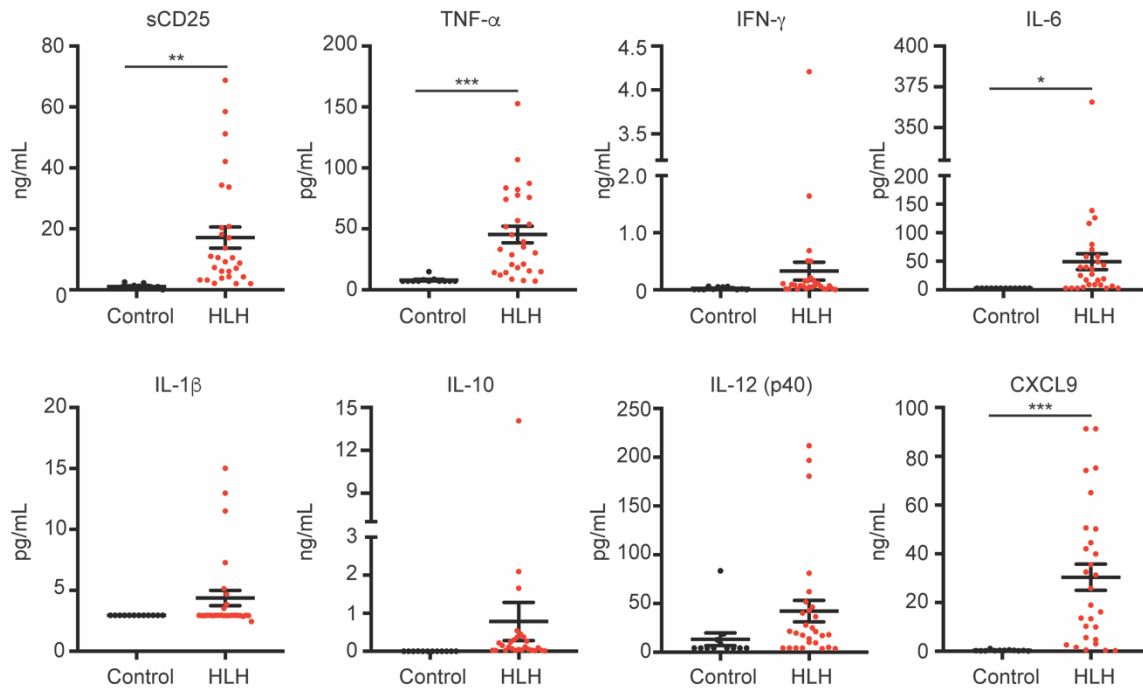 sCD25
TNF-α
IFN-γ
IL-6
80
60
40
20
0
ng/mL
**
Control
HLH
200
150
100
50
0
pg/mL
***
Control
HLH
4.5
4.0
3.5
2.0
1.0
0.0
ng/mL
Control
HLH
400
375
350
200
150
100
50
0
pg/mL
*
Control
HLH
IL-1β
IL-10
IL-12 (p40)
CXCL9
20
15
10
5
0
pg/mL
Control
HLH
15
12
9
3
2
1
0
ng/mL
Control
HLH
250
200
150
100
50
0
pg/mL
Control
HLH
100
80
60
40
20
0
ng/mL
***
Control
HLH